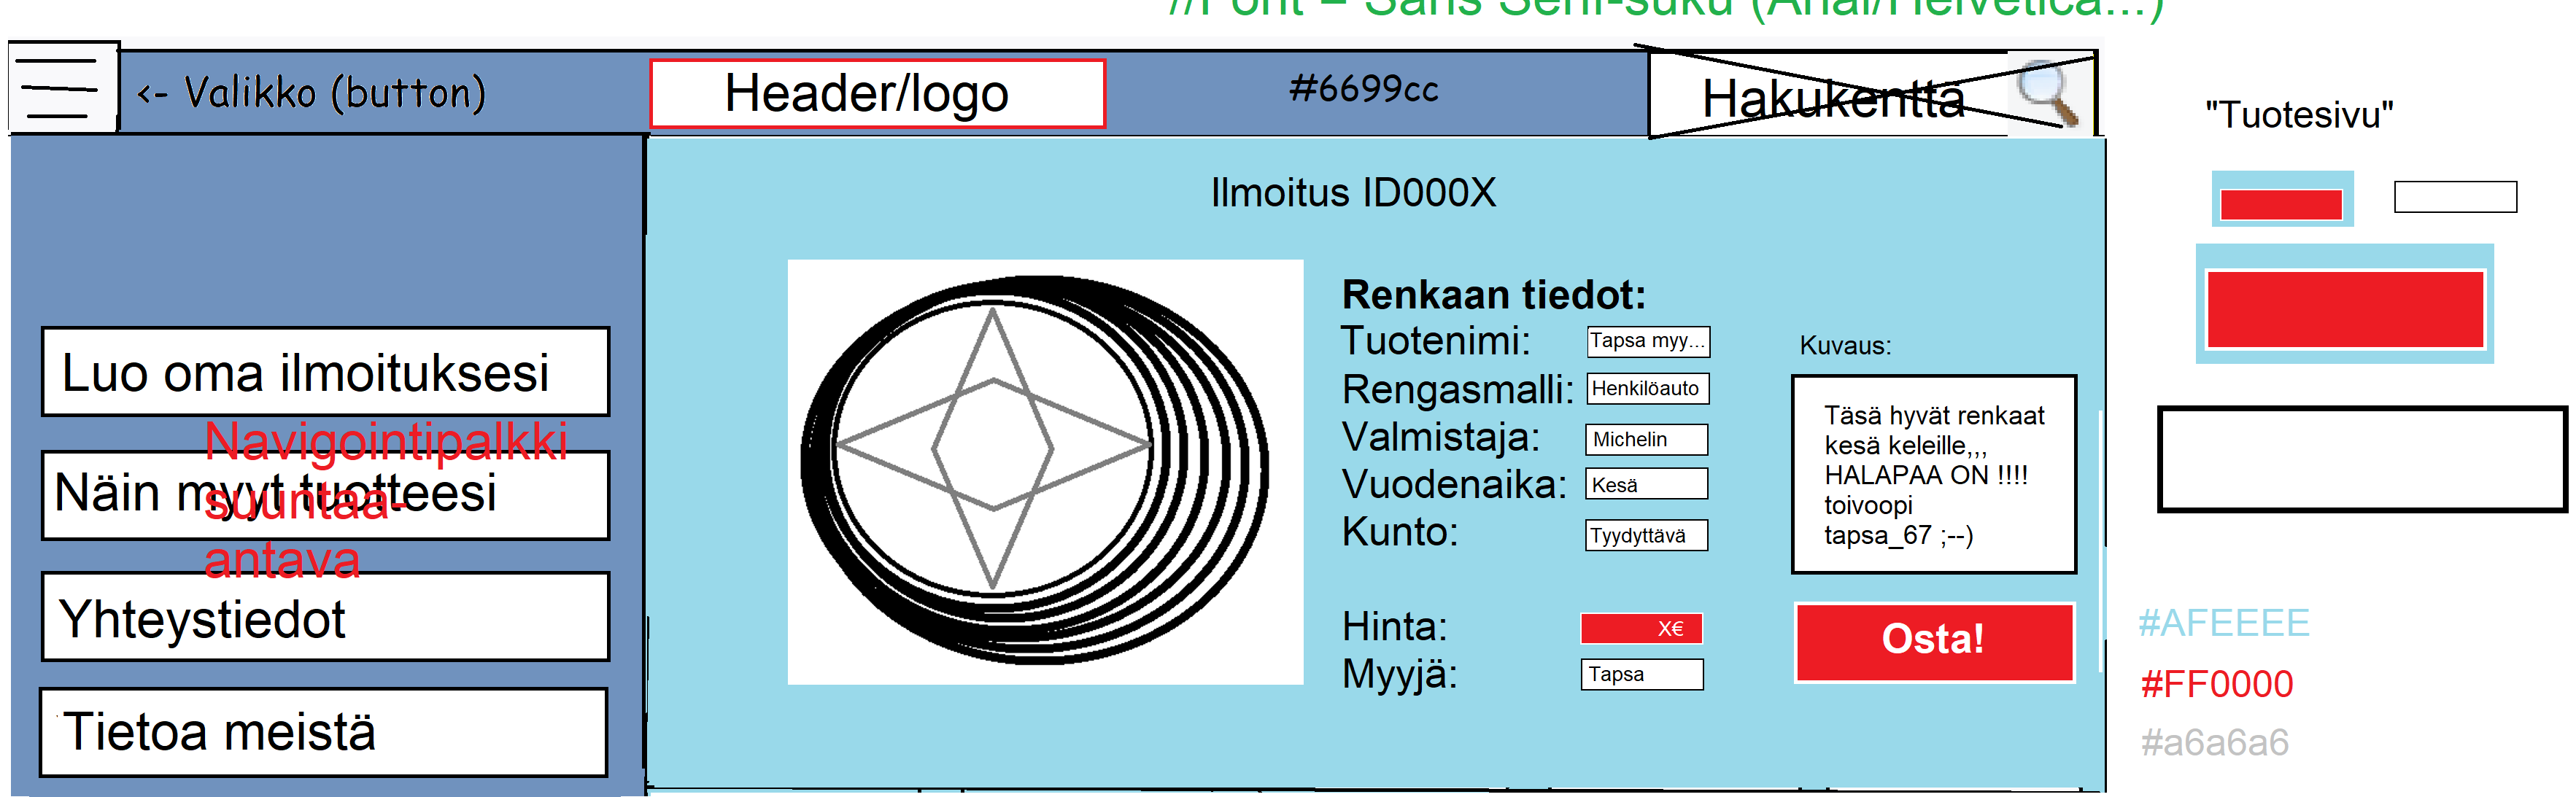 //Font = Sans Serif-suku (Arial/Helvetica...)
<- Valikko (button)
Header/logo
#6699cc
Hakukenttä
"Tuotesivu"
Ilmoitus ID000X
Luo oma ilmoituksesi
Navigointipalkki
Näin myyt tuotteesi
suuntaa-
antava
Yhteystiedot
Tietoa meistä
Renkaan tiedot:
Tuotenimi: Tapsa myy...
Rengasmalli: Henkilöauto
Valmistaja: Michelin
Vuodenaika: Kesä
Kunto: Tyydyttävä
Hinta: X€
Myyjä: Tapsa
Kuvaus:
Täsä hyvät renkaat
kesä keleille,,,
HALAPAA ON !!!!
toivoopi
tapsa_67 ;--)
Osta!
#AFEEEE
#FF0000
#a6a6a6